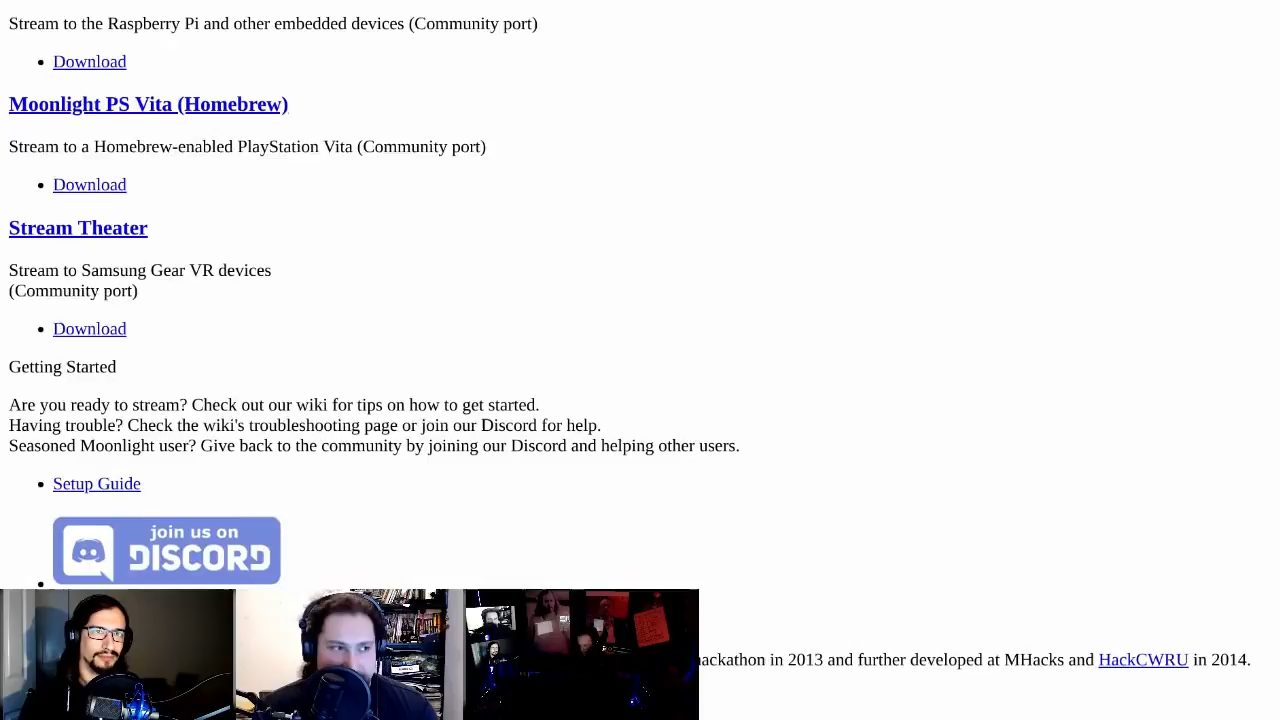 Stream to the Raspberry Pi and other embedded devices (Community port)
Download
Moonlight PS Vita (Homebrew)
Stream to a Homebrew-enabled PlayStation Vita (Community port)
Download
Stream Theater
Stream to Samsung Gear VR devices
(Community port)
Download
Getting Started
Are you ready to stream? Check out our wiki for tips on how to get started.
Having trouble? Check the wiki's troubleshooting page or join our Discord for help.
Seasoned Moonlight user? Give back to the community by joining our Discord and helping other users.
Setup Guide
join us on
DISCORD
in 2013 and further developed at MHacks and HackCWRU in 2014.